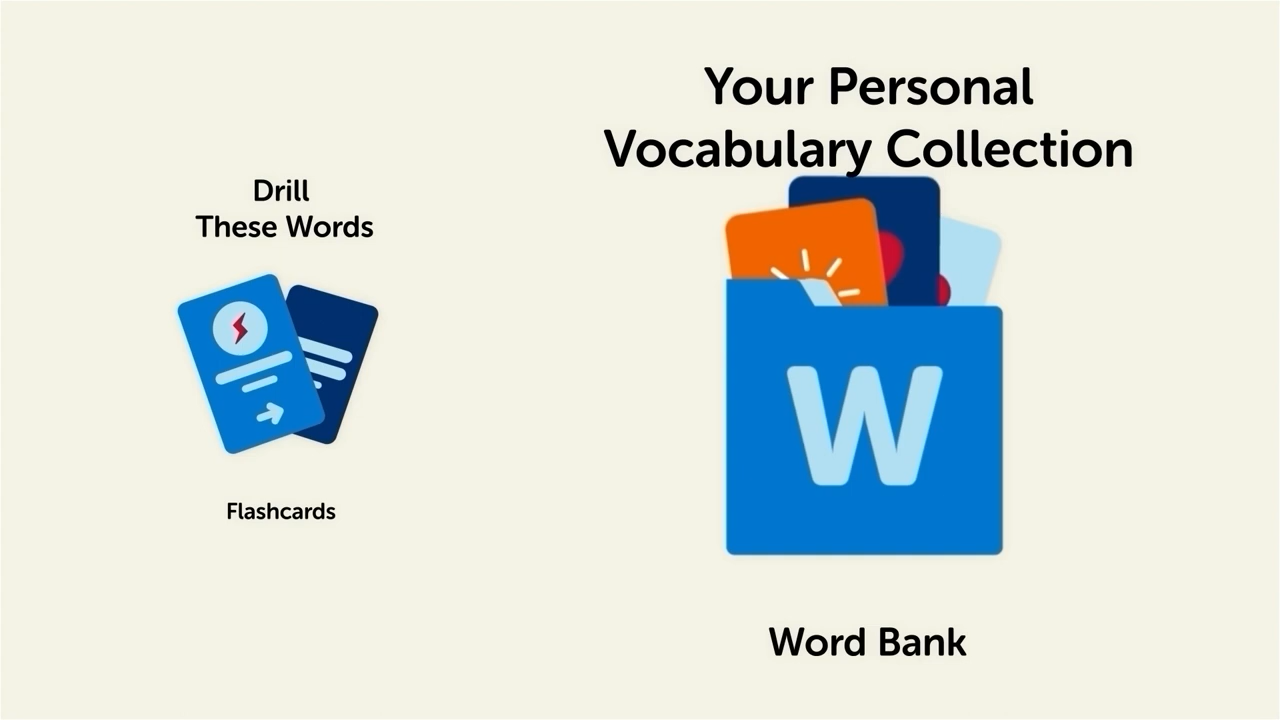 Drill
These Words
Flashcards
Your Personal
Vocabulary Collection
W
Word Bank